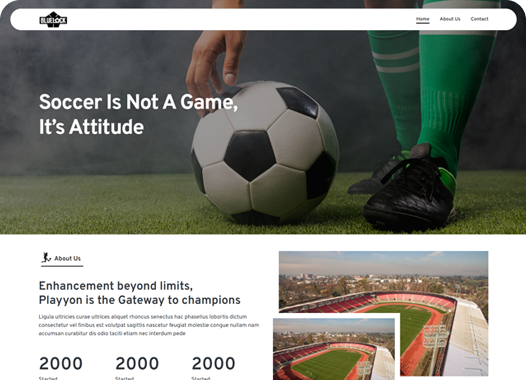 BLUELOCK
Home About Us Contact
Soccer Is Not A Game,
It's Attitude
About Us
Enhancement beyond limits,
Playyon is the Gateway to champions
Ligula ultricies curae ultrices aliquet rhoncus senectus hac phasellus lobortis dictum
consectetur vel finibus est volutpat sagittis nascetur feugiat molestie congue nullam nam
accumsan curabitur dis odio taciti etiam nec interdum pede
2000 2000 2000
Started Started Started